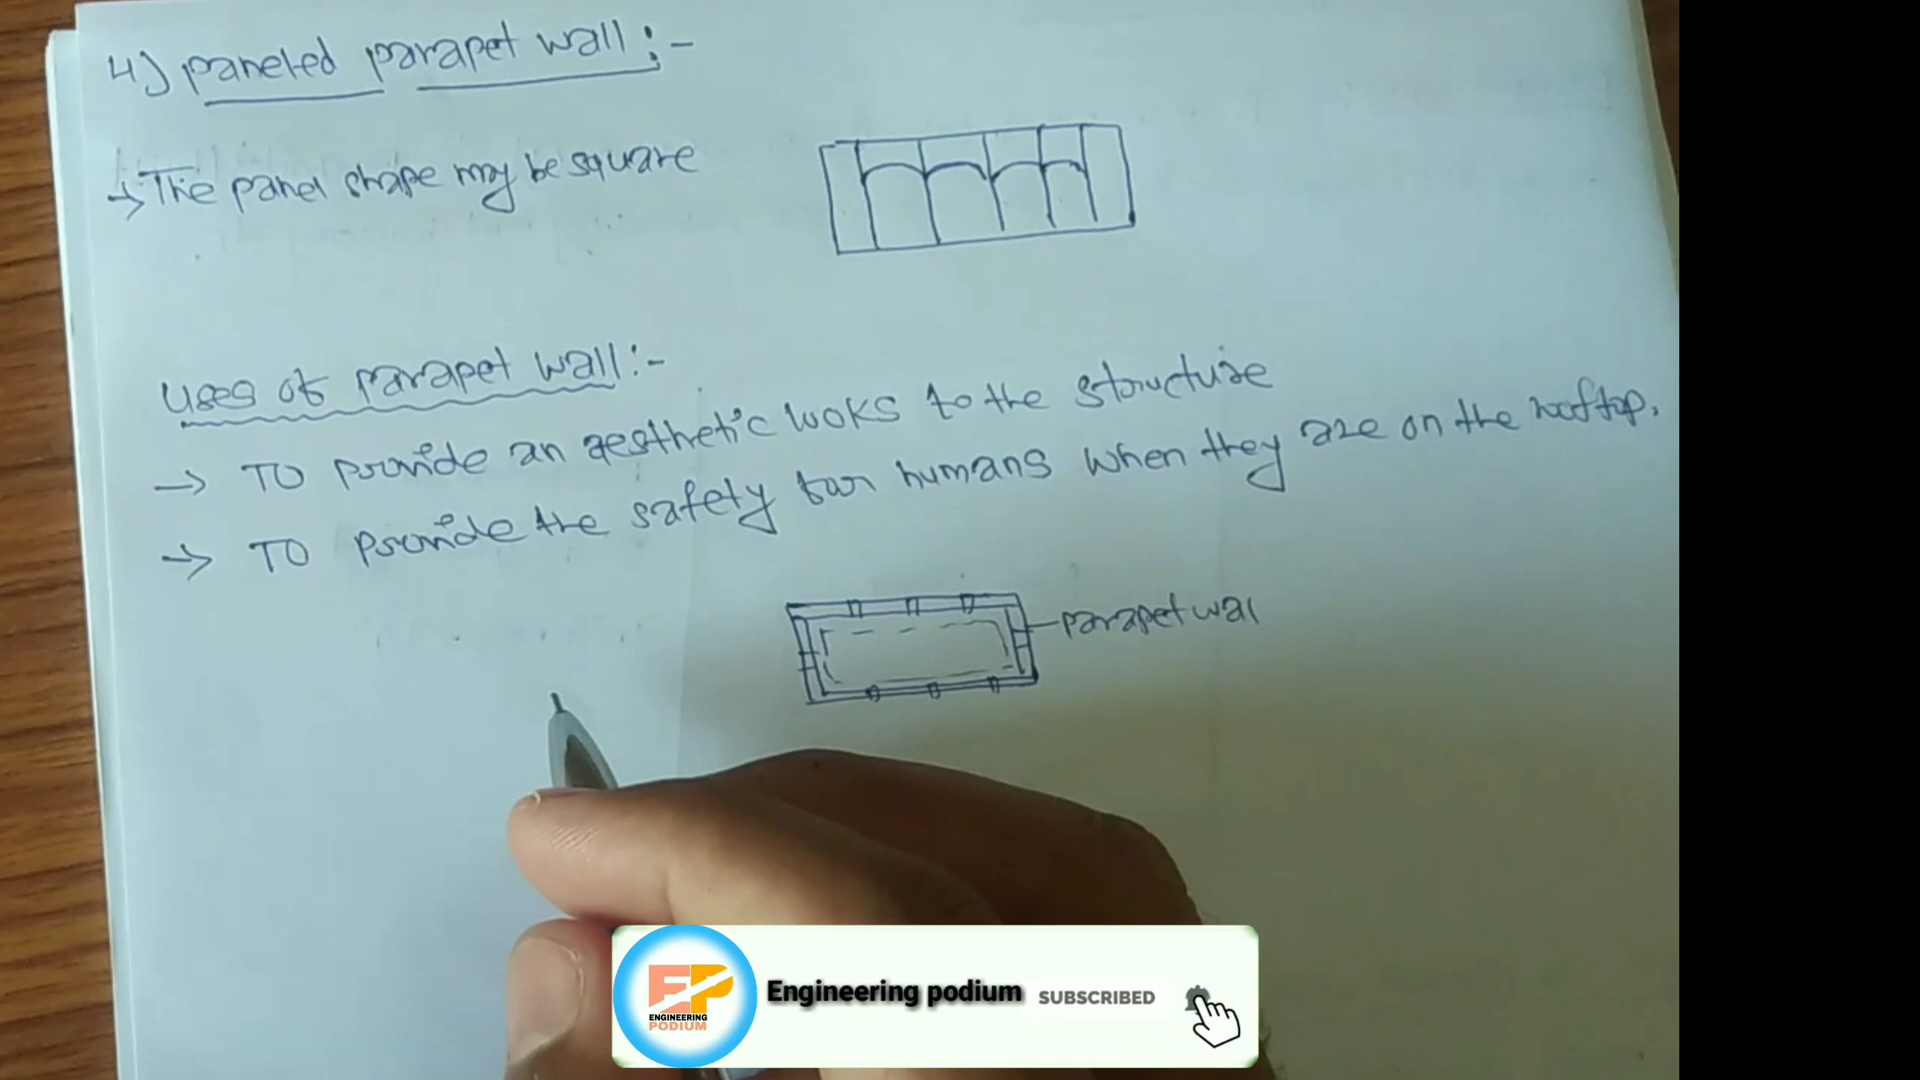 4) paneled parapet wall :-
→ The panel shape may be square
Uses of parapet wall :-
→ TO provide an aesthetic looks to the structure
→ TO provide the safety for humans when they are on the rooftop.
parapet wal
EP
ENGINEERING
PODIUM
Engineering podium SUBSCRIBED